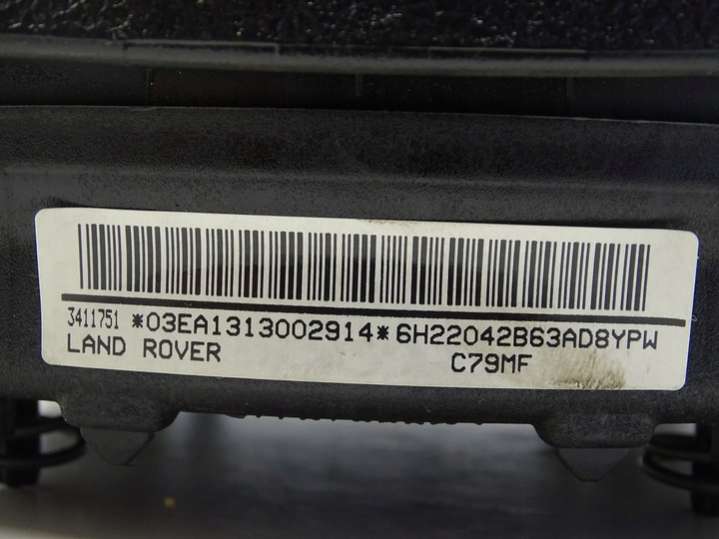 3411751 *03EA1313002914* 6H22042B63AD8YPW
LAND ROVER C79MF